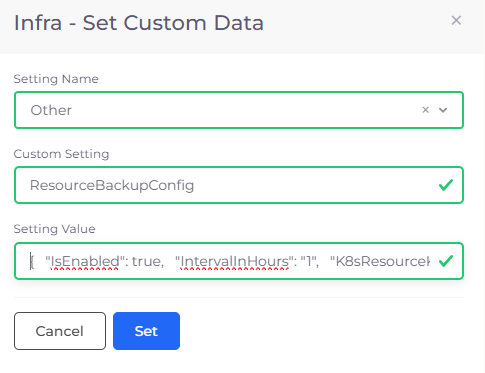 Infra - Set Custom Data
Setting Name
Other
Custom Setting
ResourceBackupConfig
Setting Value
{ "IsEnabled": true, "IntervalInHours": "1", "K8sResource
Cancel
Set